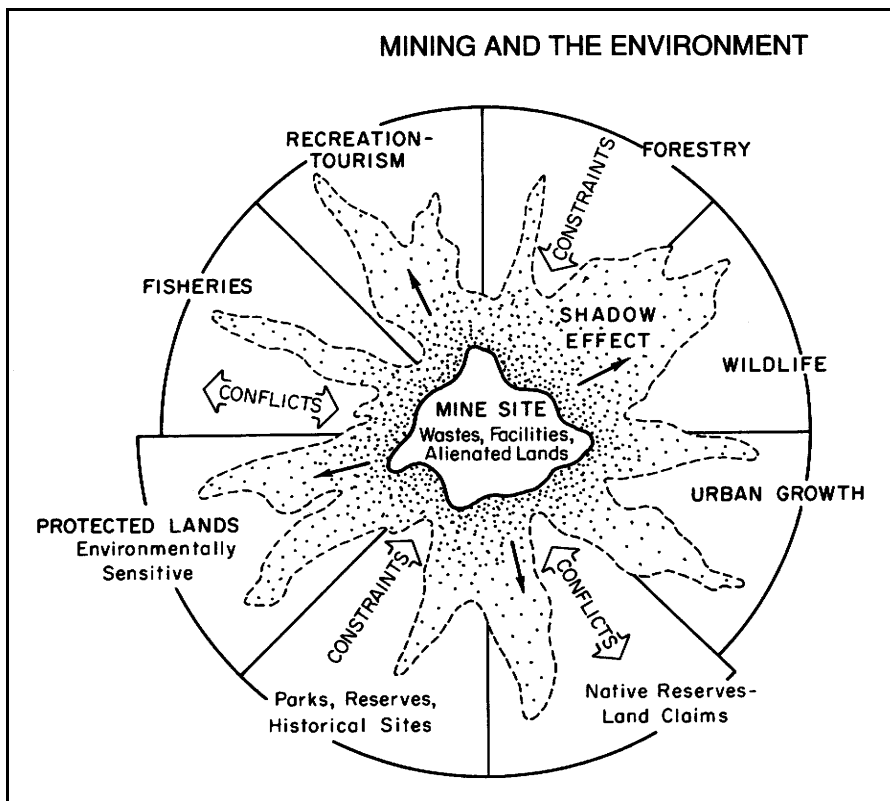 MINING AND THE ENVIRONMENT
RECREATION-
TOURISM
FORESTRY
CONSTRAINTS
FISHERIES
SHADOW
EFFECT
WILDLIFE
CONFLICTS
MINE SITE
Wastes, Facilities,
Alienated Lands
URBAN GROWTH
PROTECTED LANDS
Environmentally
Sensitive
CONSTRAINTS
CONFLICTS
Parks, Reserves,
Historical Sites
Native Reserves-
Land Claims